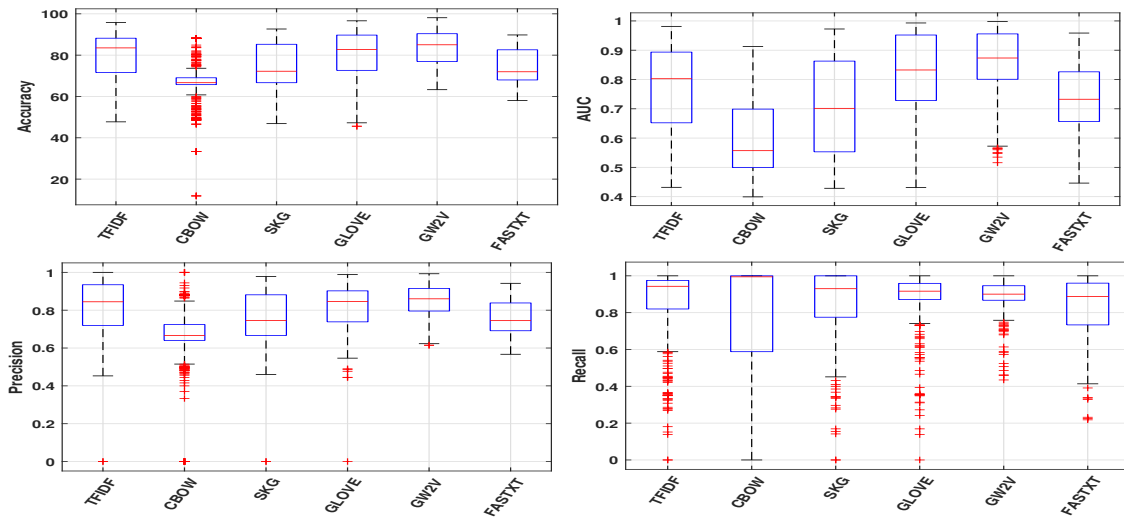 Accuracy
100
80
60
40
20
TFIDF
CBOW
SKG
GLOVE
GW2V
FASTXT
AUC
1
0.9
0.8
0.7
0.6
0.5
0.4
TFIDF
CBOW
SKG
GLOVE
GW2V
FASTXT
Precision
1
0.8
0.6
0.4
0.2
0
TFIDF
CBOW
SKG
GLOVE
GW2V
FASTXT
Recall
1
0.8
0.6
0.4
0.2
0
TFIDF
CBOW
SKG
GLOVE
GW2V
FASTXT